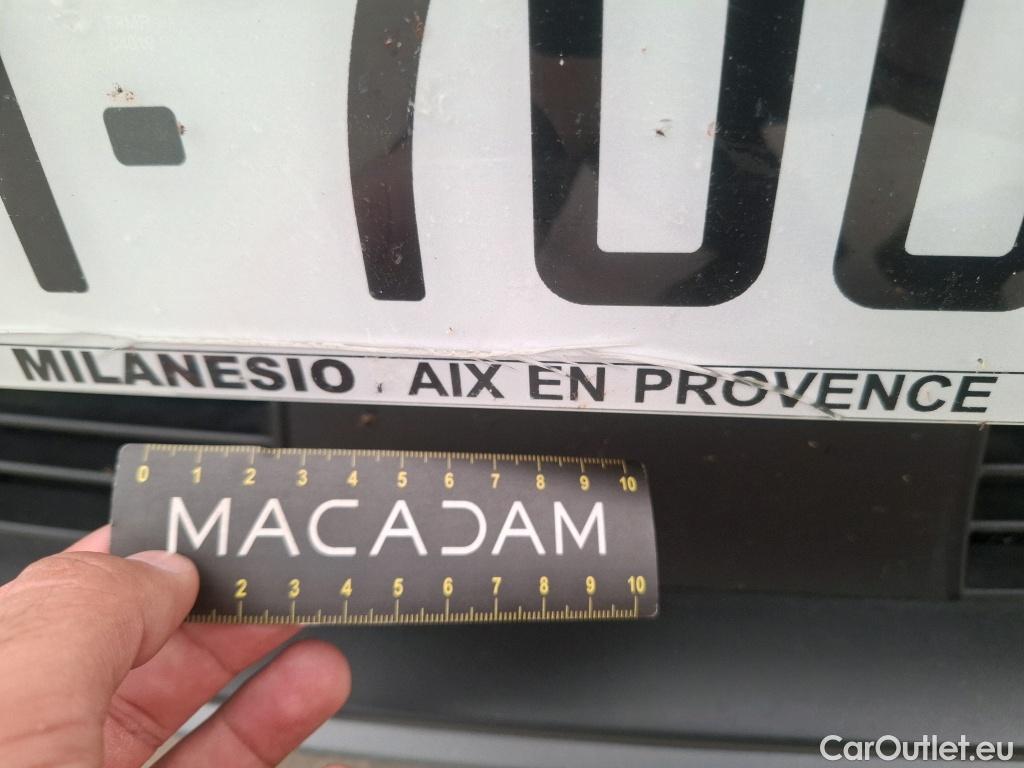 -700
MILANESIO AIX EN PROVENCE
0 1 2 3 4 5 6 7 8 9 10
MACADAM
2 3 4 5 6 7 8 9 10
CarOutlet.eu